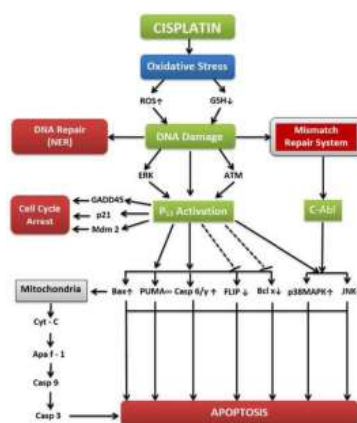 CISPLATIN
Oxidative Stress
ROS↑ GSH↓
DNA Repair
(NER)
DNA Damage
Mismatch
Repair System
ERK ATM
Cell Cycle
Arrest
GADD45
p21
Mdm 2
P53 Activation
C-Abl
Mitochondria
Bax↑ PUMA∞ Casp 6/γ↑ FLIP↓ Bcl x↓ p38MAPK↑ JNK
Cyt - C
Apa f - 1
Casp 9
Casp 3
APOPTOSIS